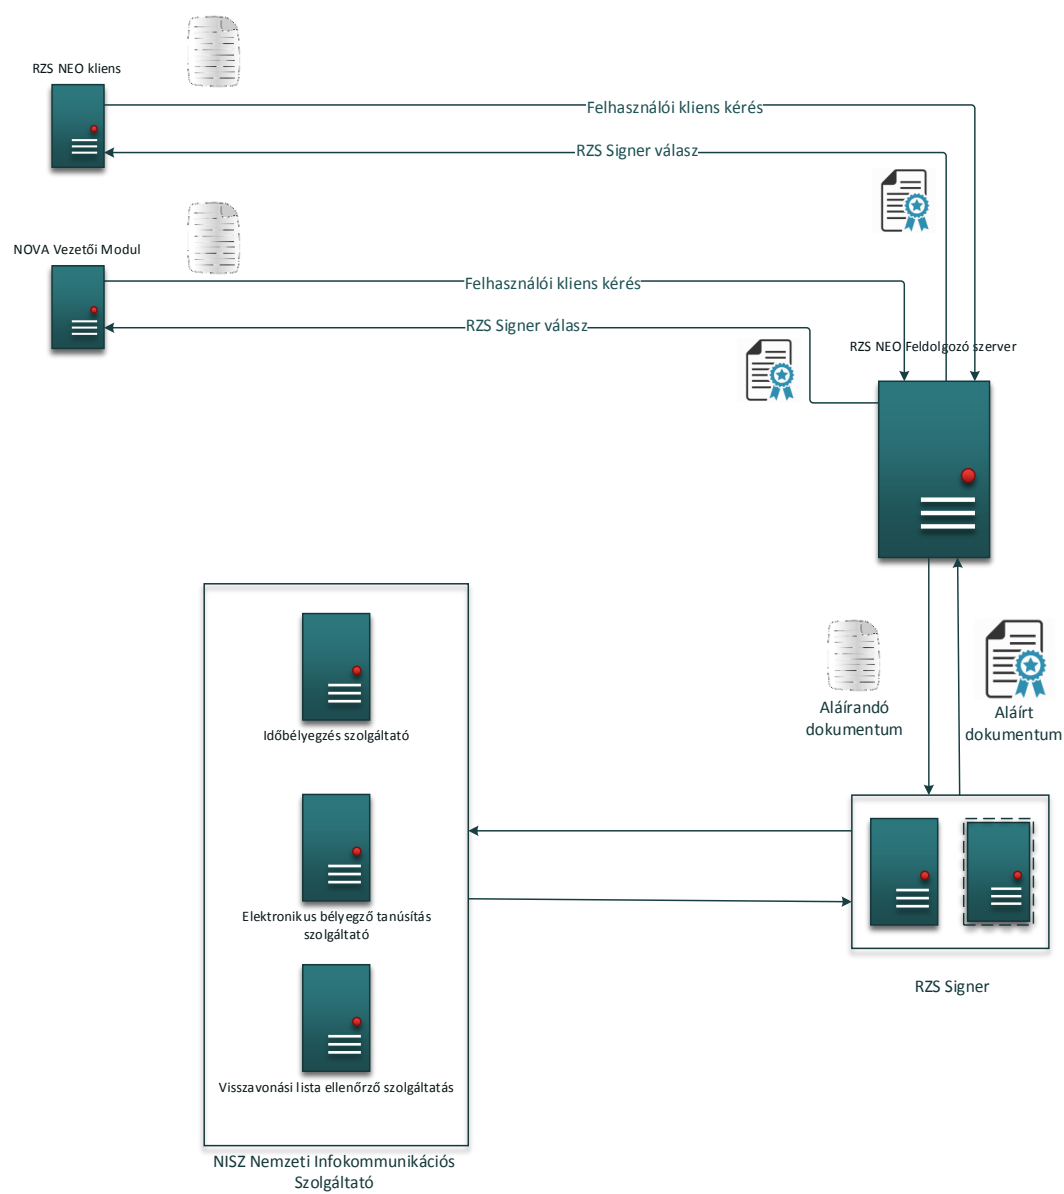 RZS NEO kliens
Felhasználói kliens kérés
RZS Signer válasz
NOVA Vezetői Modul
Felhasználói kliens kérés
RZS Signer válasz
RZS NEO Feldolgozó szerver
Aláírandó
dokumentum
Aláírt
dokumentum
Időbélyegzés szolgáltató
Elektronikus bélyegző tanúsítás
szolgáltató
RZS Signer
Visszavonási lista ellenőrző szolgáltatás
NISZ Nemzeti Infokommunikációs
Szolgáltató